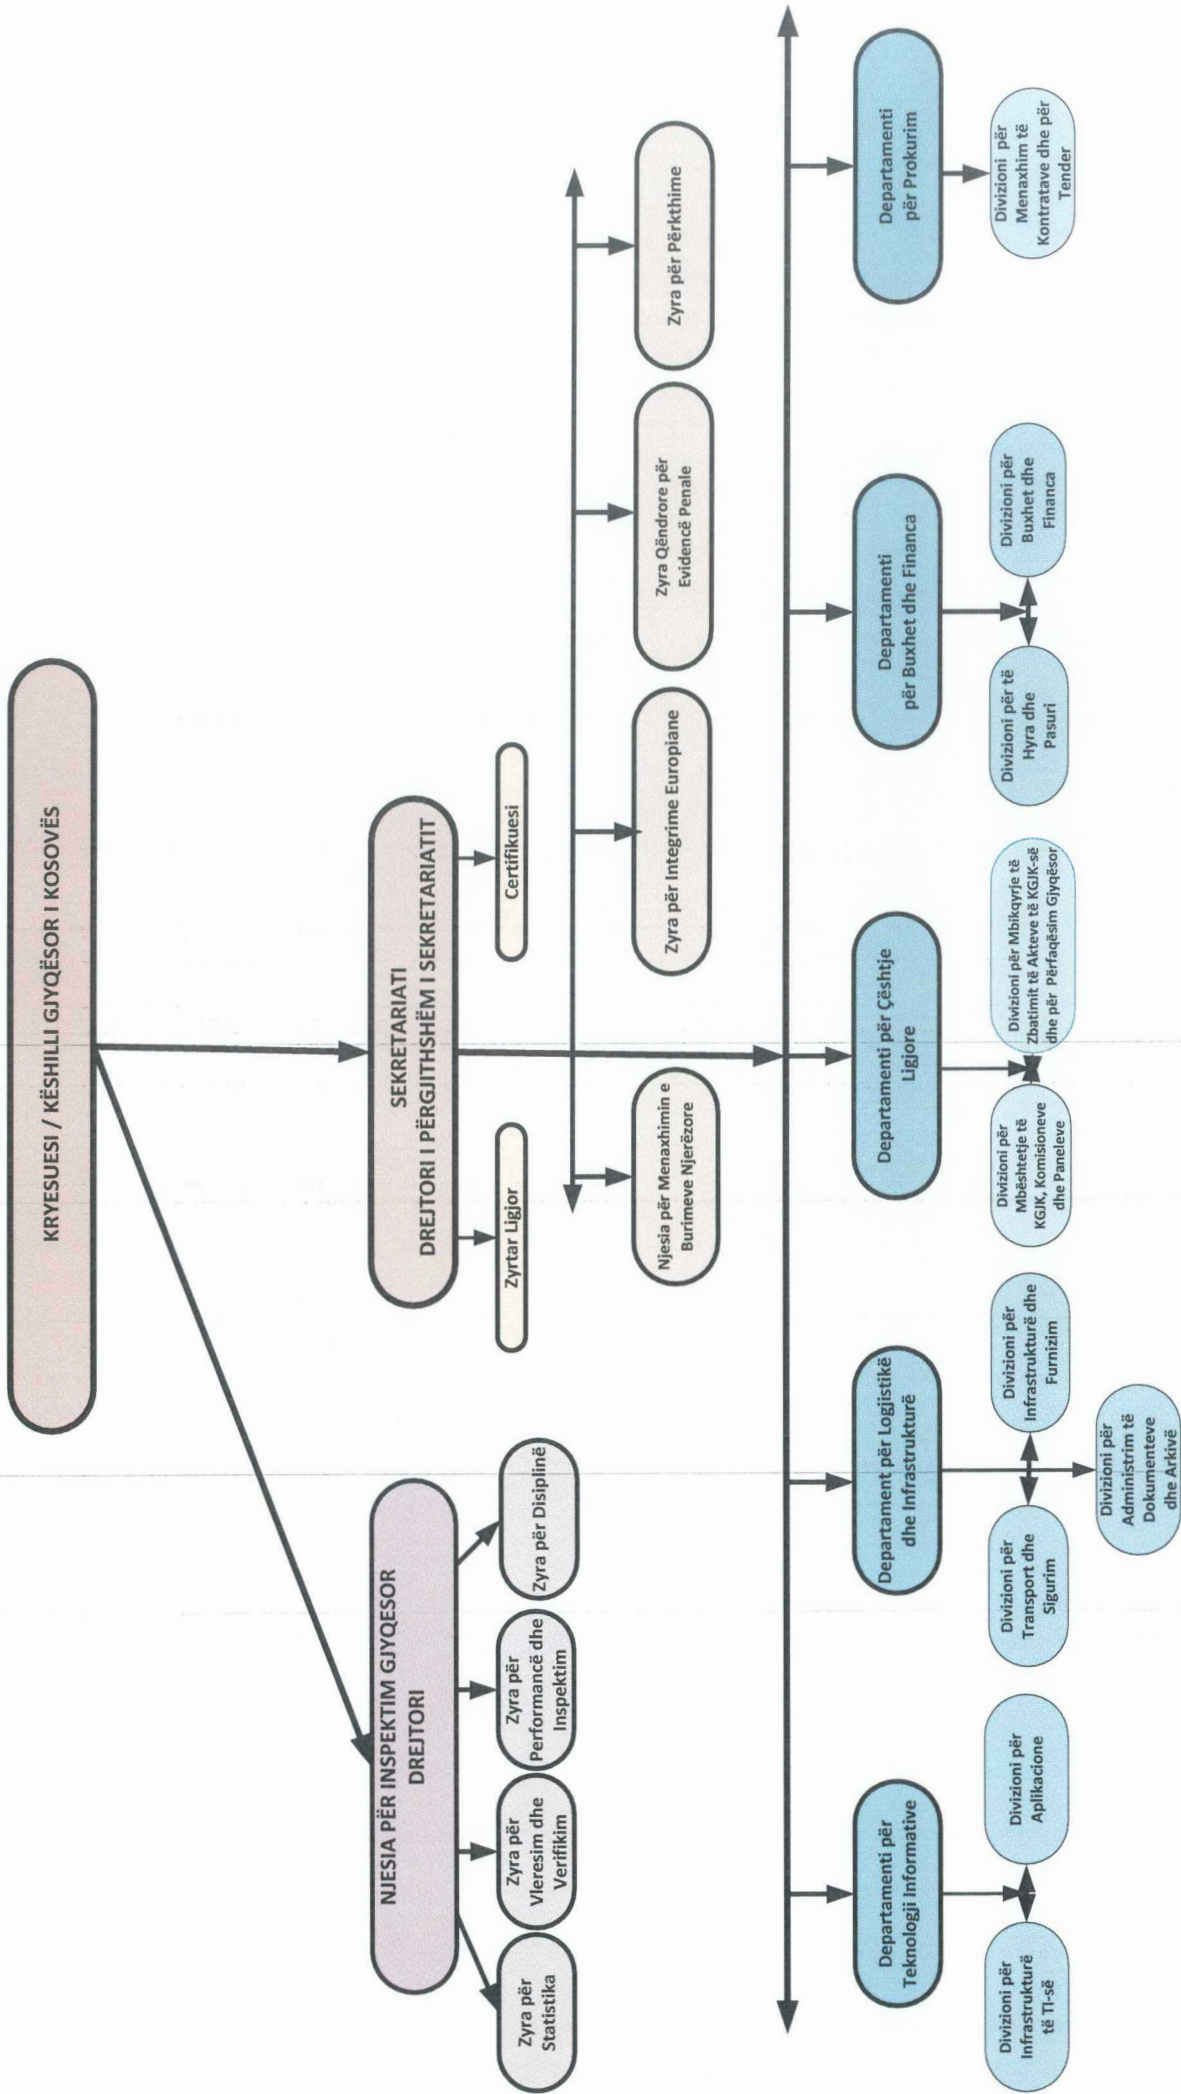 KRYESUESI / KËSHILLI GJYQËSOR I KOSOVËS
NJESIA PËR INSPEKTIM GJYQESOR
DREJTORI
SEKRETARIATI
DREJTORI I PËRGJITHSHËM I SEKRETARIATIT
Zyra për
Statistika
Zyra për
Vleresim dhe
Verifikim
Zyra për
Performancë dhe
Inspektim
Zyra për Disiplinë
Zyrtar Ligjor
Certifikuesi
Njesia për Menaxhimin e
Burimeve Njerëzore
Zyra për Integrime Europiane
Zyra Qëndrore për
Evidencë Penale
Zyra për Përkthime
Departamenti për
Teknologji Informative
Departament për Logjistikë
dhe Infrastrukturë
Departamenti për Çështje
Ligjore
Departamenti
për Buxhet dhe Financa
Departamenti
për Prokurim
Divizioni për
Infrastrukturë
të TI-së
Divizioni për
Aplikacione
Divizioni për
Transport dhe
Sigurim
Divizioni për
Infrastrukturë dhe
Furnizim
Divizioni për
Administrim të
Dokumenteve
dhe Arkivë
Divizioni për
Mbështetje të
KGJK, Komisioneve
dhe Paneleve
Divizioni për Mbikqyrje të
Zbatimit të Akteve të KGJK-së
dhe për Përfaqësim Gjyqësor
Divizioni për të
Hyra dhe
Pasuri
Divizioni për
Buxhet dhe
Financa
Divizioni për
Menaxhim të
Kontratave dhe për
Tender